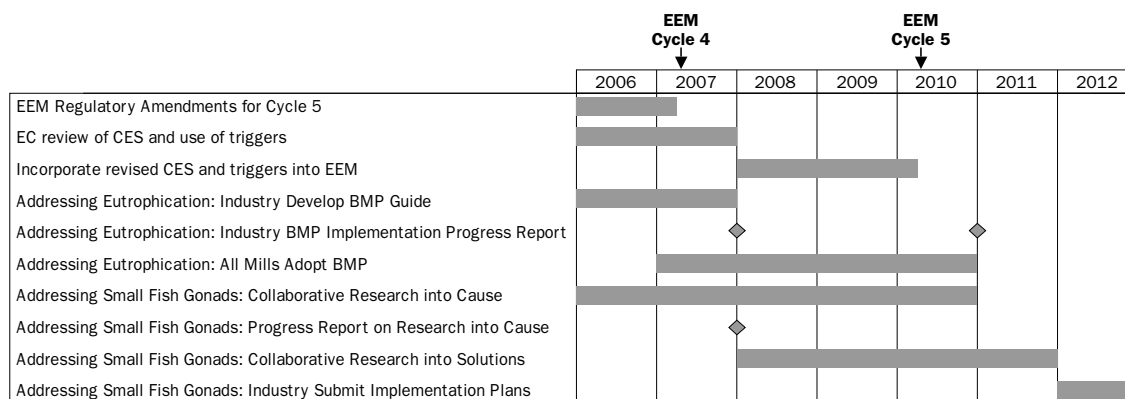 EEM EEM
Cycle 4 Cycle 5
2006 2007 2008 2009 2010 2011 2012
EEM Regulatory Amendments for Cycle 5
EC review of CES and use of triggers
Incorporate revised CES and triggers into EEM
Addressing Eutrophication: Industry Develop BMP Guide
Addressing Eutrophication: Industry BMP Implementation Progress Report
Addressing Eutrophication: All Mills Adopt BMP
Addressing Small Fish Gonads: Collaborative Research into Cause
Addressing Small Fish Gonads: Progress Report on Research into Cause
Addressing Small Fish Gonads: Collaborative Research into Solutions
Addressing Small Fish Gonads: Industry Submit Implementation Plans